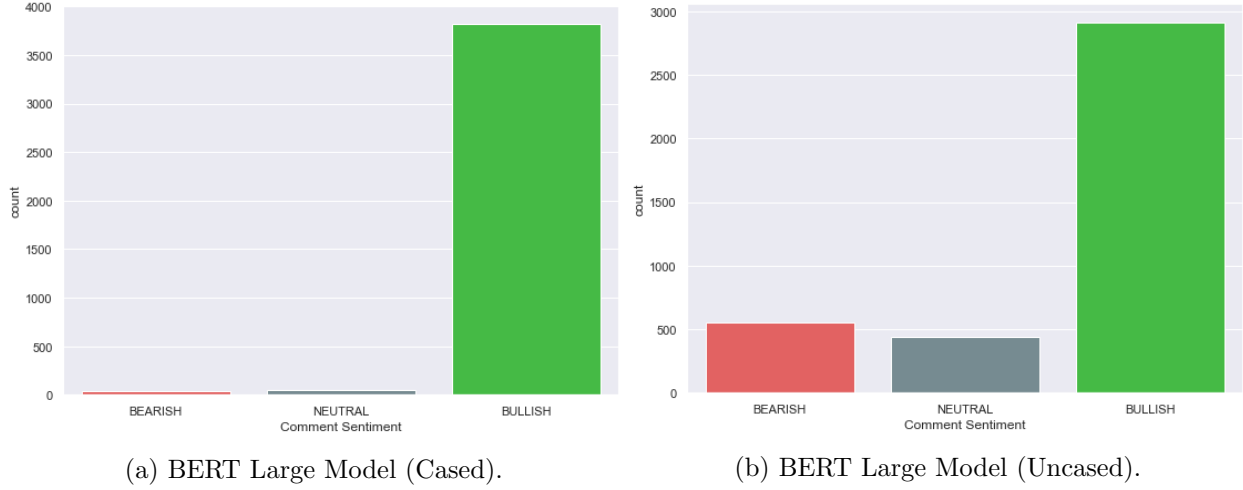 4000
3500
3000
2500
2000
1500
1000
500
0
count
BEARISH NEUTRAL BULLISH
Comment Sentiment
(a) BERT Large Model (Cased).
3000
2500
2000
1500
1000
500
0
count
BEARISH NEUTRAL BULLISH
Comment Sentiment
(b) BERT Large Model (Uncased).